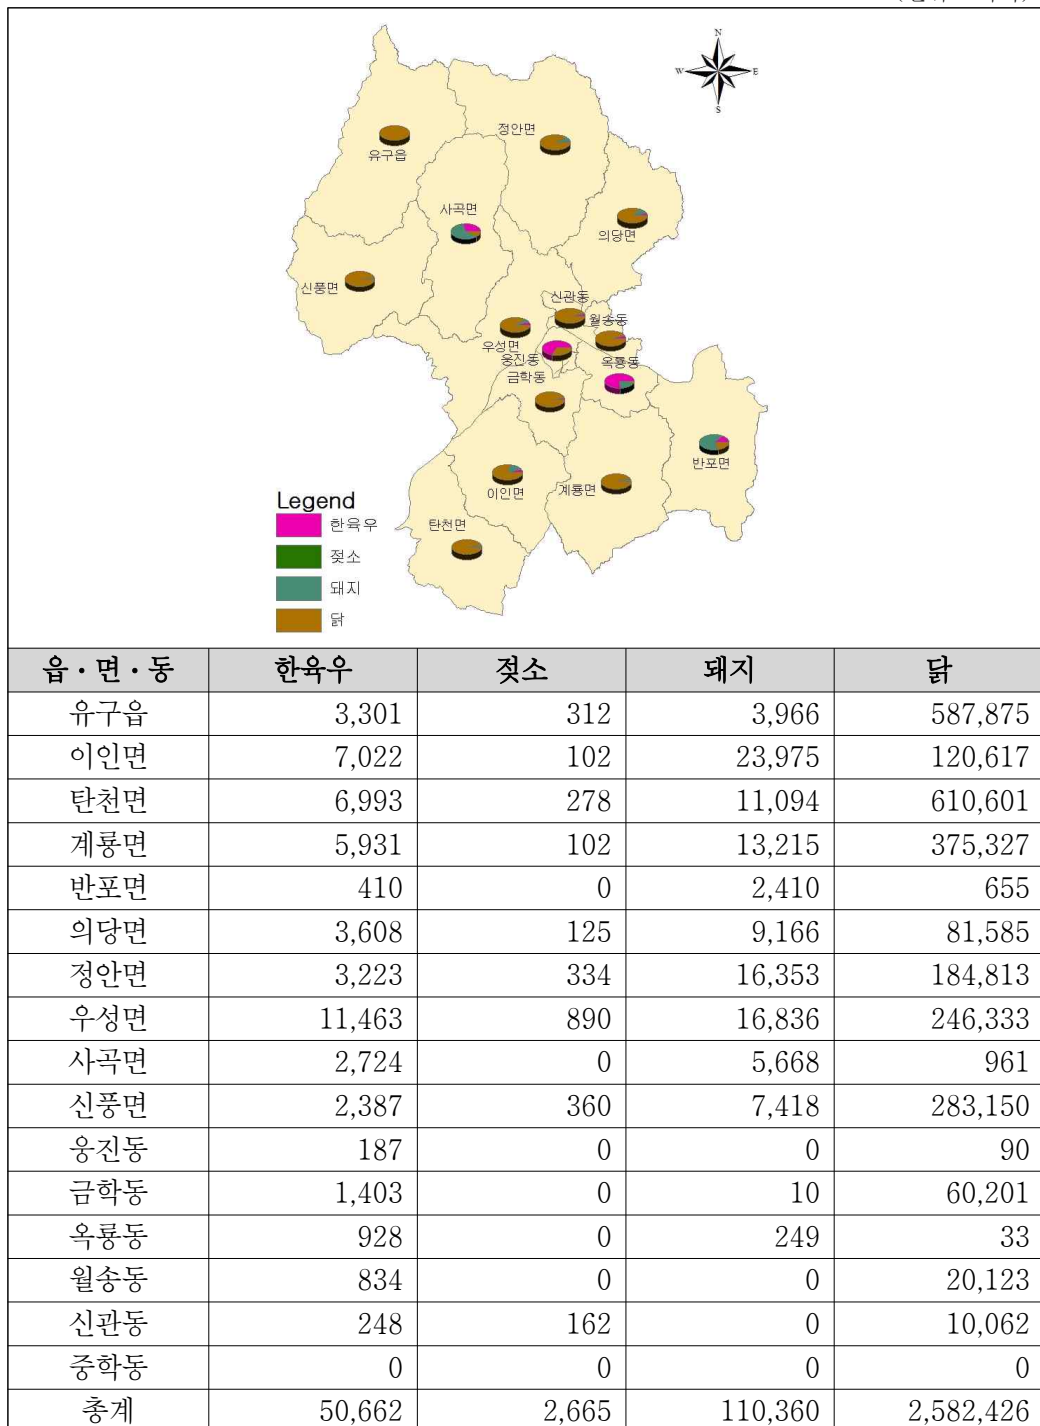 N
W E
S
정안면
유구읍
사곡면
의당면
신풍면
신관동
월송동
우성면
웅진동
옥룡동
금학동
반포면
이인면
계룡면
탄천면
Legend
한육우
젖소
돼지
닭
읍·면·동 한육우 젖소 돼지 닭
유구읍 3,301 312 3,966 587,875
이인면 7,022 102 23,975 120,617
탄천면 6,993 278 11,094 610,601
계룡면 5,931 102 13,215 375,327
반포면 410 0 2,410 655
의당면 3,608 125 9,166 81,585
정안면 3,223 334 16,353 184,813
우성면 11,463 890 16,836 246,333
사곡면 2,724 0 5,668 961
신풍면 2,387 360 7,418 283,150
웅진동 187 0 0 90
금학동 1,403 0 10 60,201
옥룡동 928 0 249 33
월송동 834 0 0 20,123
신관동 248 162 0 10,062
중학동 0 0 0 0
총계 50,662 2,665 110,360 2,582,426